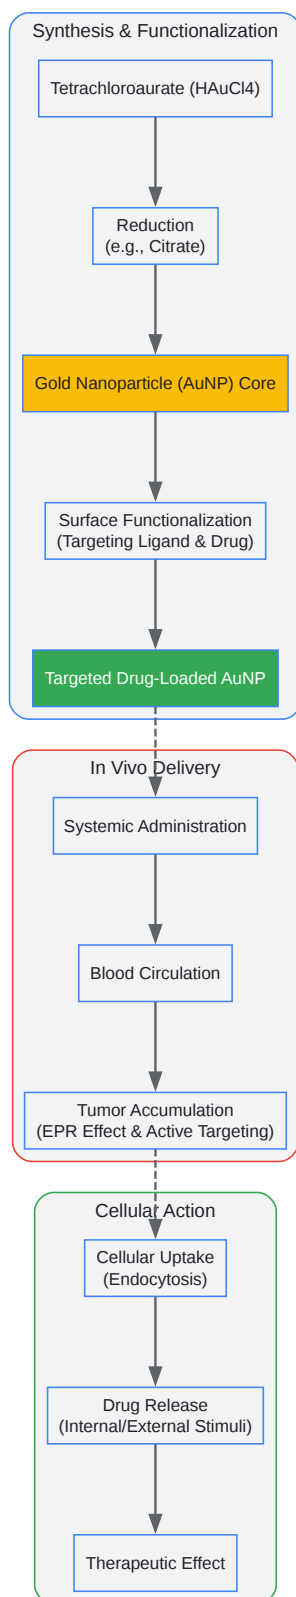 Synthesis & Functionalization
Tetrachloroaurate (HAuCl4)
Reduction
(e.g., Citrate)
Gold Nanoparticle (AuNP) Core
Surface Functionalization
(Targeting Ligand & Drug)
Targeted Drug-Loaded AuNP
In Vivo Delivery
Systemic Administration
Blood Circulation
Tumor Accumulation
(EPR Effect & Active Targeting)
Cellular Action
Cellular Uptake
(Endocytosis)
Drug Release
(Internal/External Stimuli)
Therapeutic Effect